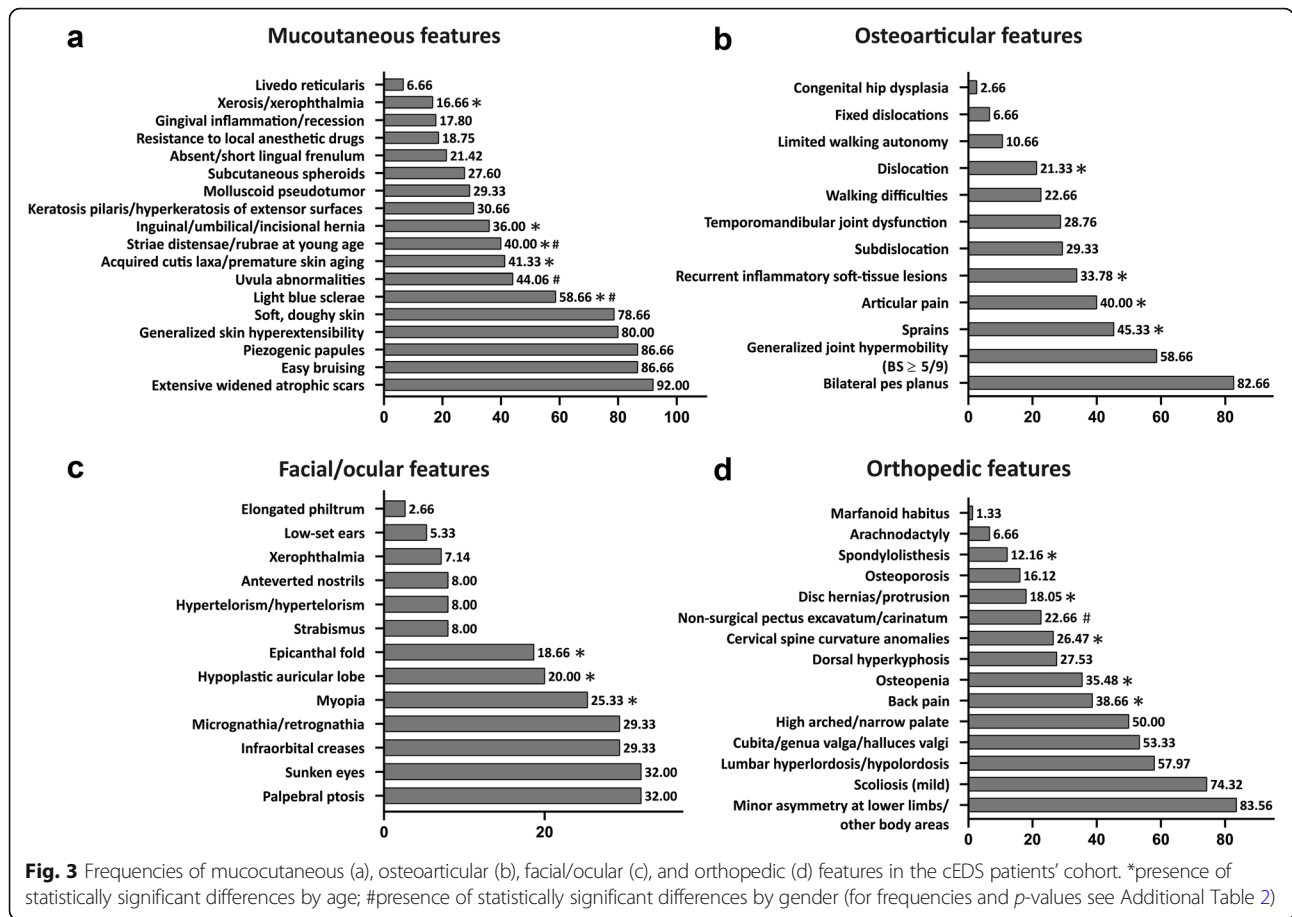 a
Mucoutaneous features
Livedo reticularis 6.66
Xerosis/xerophthalmia 16.66 *
Gingival inflammation/recession 17.80
Resistance to local anesthetic drugs 18.75
Absent/short lingual frenulum 21.42
Subcutaneous spheroids 27.60
Molluscoid pseudotumor 29.33
Keratosis pilaris/hyperkeratosis of extensor surfaces 30.66
Inguinal/umbilical/incisional hernia 36.00 *
Striae distensae/rubrae at young age 40.00 * #
Acquired cutis laxa/premature skin aging 41.33 *
Uvula abnormalities 44.06 #
Light blue sclerae 58.66 * #
Soft, doughy skin 78.66
Generalized skin hyperextensibility 80.00
Piezogenic papules 86.66
Easy bruising 86.66
Extensive widened atrophic scars 92.00
0 20 40 60 80 100
b
Osteoarticular features
Congenital hip dysplasia 2.66
Fixed dislocations 6.66
Limited walking autonomy 10.66
Dislocation 21.33 *
Walking difficulties 22.66
Temporomandibular joint dysfunction 28.76
Subdislocation 29.33
Recurrent inflammatory soft-tissue lesions 33.78 *
Articular pain 40.00 *
Sprains 45.33 *
Generalized joint hypermobility
(BS ≥ 5/9) 58.66
Bilateral pes planus 82.66
0 20 40 60 80
c
Facial/ocular features
Elongated philtrum 2.66
Low-set ears 5.33
Xerophthalmia 7.14
Anteverted nostrils 8.00
Hypertelorism/hypertelorism 8.00
Strabismus 8.00
Epicanthal fold 18.66 *
Hypoplastic auricular lobe 20.00 *
Myopia 25.33 *
Micrognathia/retrognathia 29.33
Infraorbital creases 29.33
Sunken eyes 32.00
Palpebral ptosis 32.00
0 20
d
Orthopedic features
Marfanoid habitus 1.33
Arachnodactyly 6.66
Spondylolisthesis 12.16 *
Osteoporosis 16.12
Disc hernias/protrusion 18.05 *
Non-surgical pectus excavatum/carinatum 22.66 #
Cervical spine curvature anomalies 26.47 *
Dorsal hyperkyphosis 27.53
Osteopenia 35.48 *
Back pain 38.66 *
High arched/narrow palate 50.00
Cubita/genua valga/halluces valgi 53.33
Lumbar hyperlordosis/hypolordosis 57.97
Scoliosis (mild) 74.32
Minor asymmetry at lower limbs/ 83.56
other body areas
0 20 40 60 80
Fig. 3 Frequencies of mucocutaneous (a), osteoarticular (b), facial/ocular (c), and orthopedic (d) features in the cEDS patients' cohort. *presence of
statistically significant differences by age; #presence of statistically significant differences by gender (for frequencies and p-values see Additional Table 2)